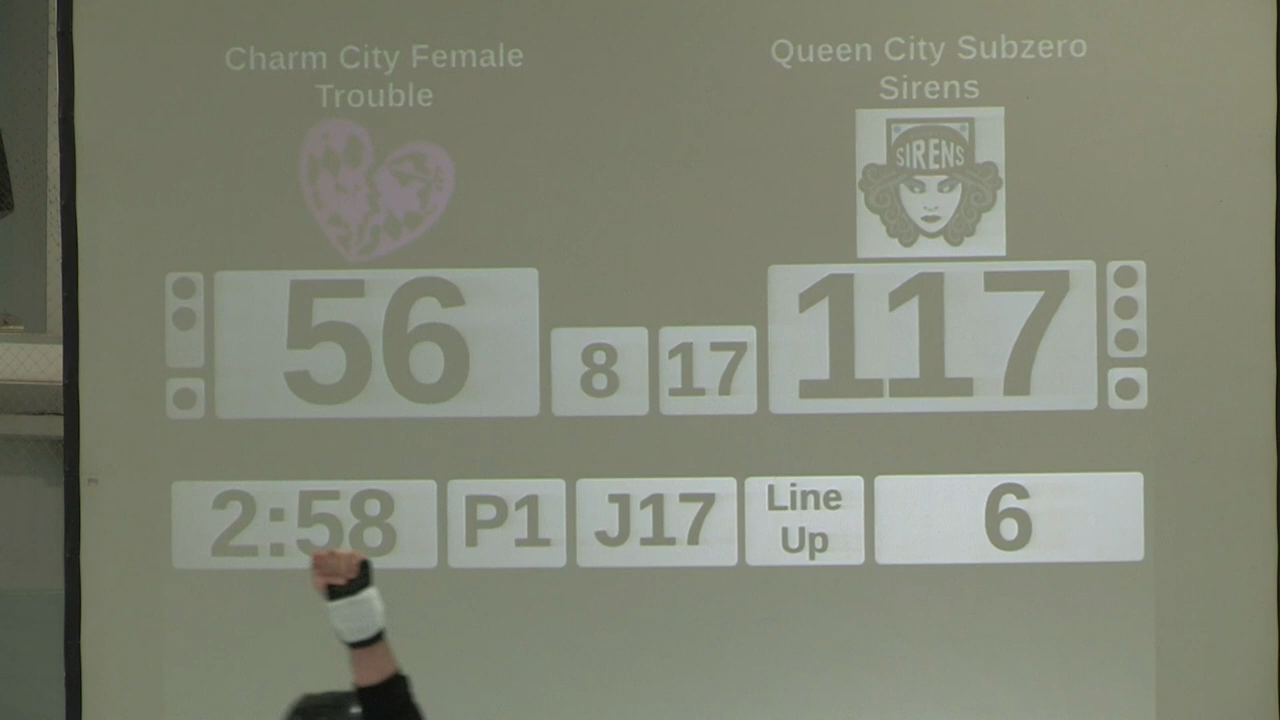 Charm City Female
Trouble
Queen City Subzero
Sirens
SIRENS
56
8
17
117
2:58
P1
J17
Line
Up
6